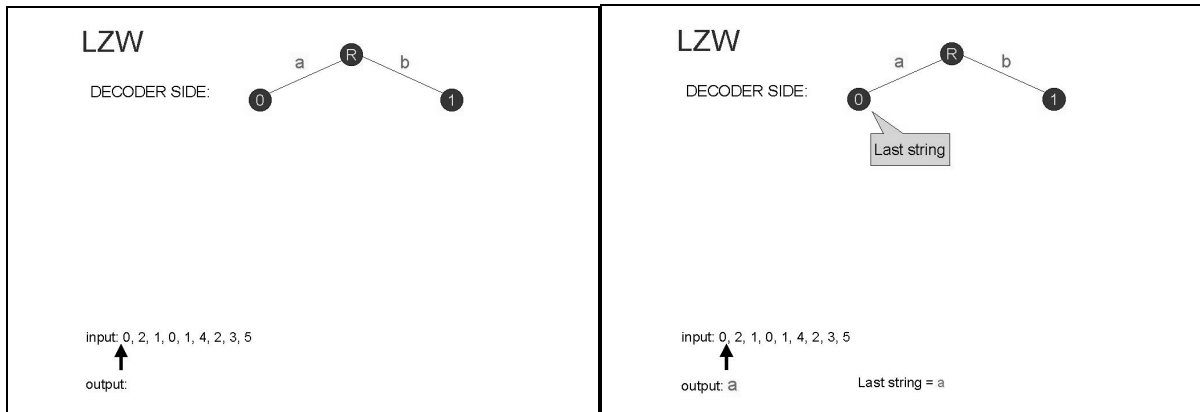 LZW
R
a
b
DECODER SIDE:
0
1
input: 0, 2, 1, 0, 1, 4, 2, 3, 5
output:
LZW
R
a
b
DECODER SIDE:
0
1
Last string
input: 0, 2, 1, 0, 1, 4, 2, 3, 5
output: a
Last string = a